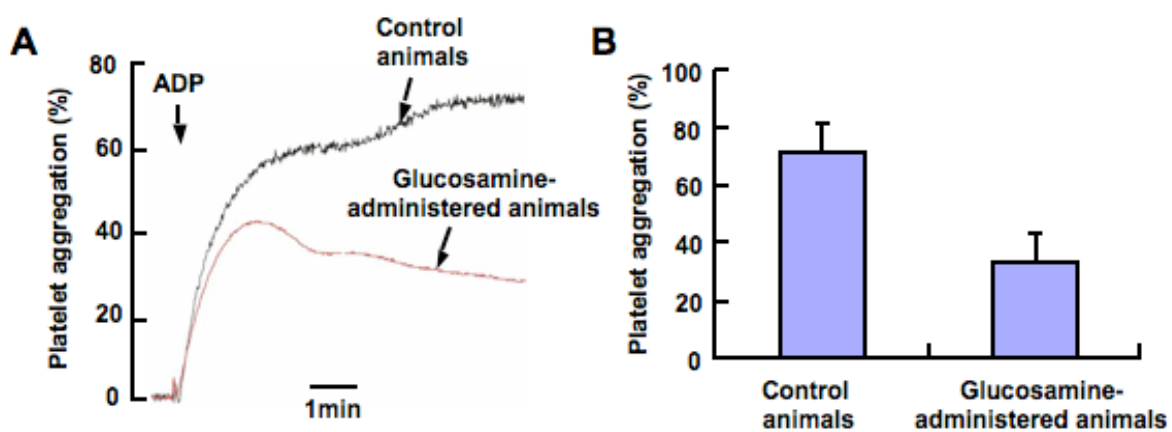 A
Platelet aggregation (%)
80
60
40
20
0
ADP
Control
animals
Glucosamine-
administered animals
1min
B
Platelet aggregation (%)
100
80
60
40
20
0
Control
animals
Glucosamine-
administered animals